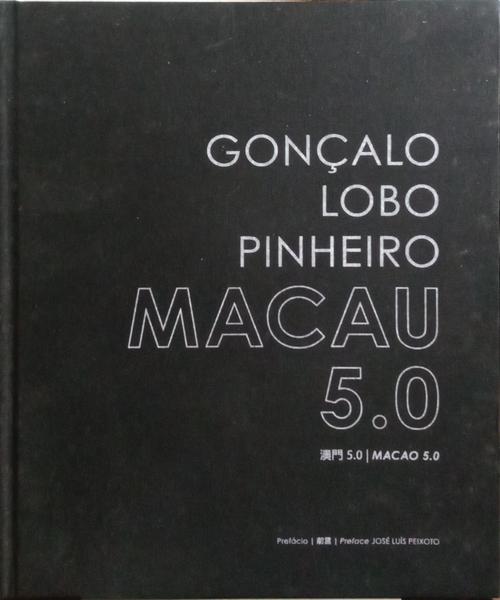 GONÇALO
LOBO
PINHEIRO
MACAU
5.0
澳門 5.0 | MACAO 5.0
Prefácio | 前言 | Preface JOSÉ LUÍS PEIXOTO